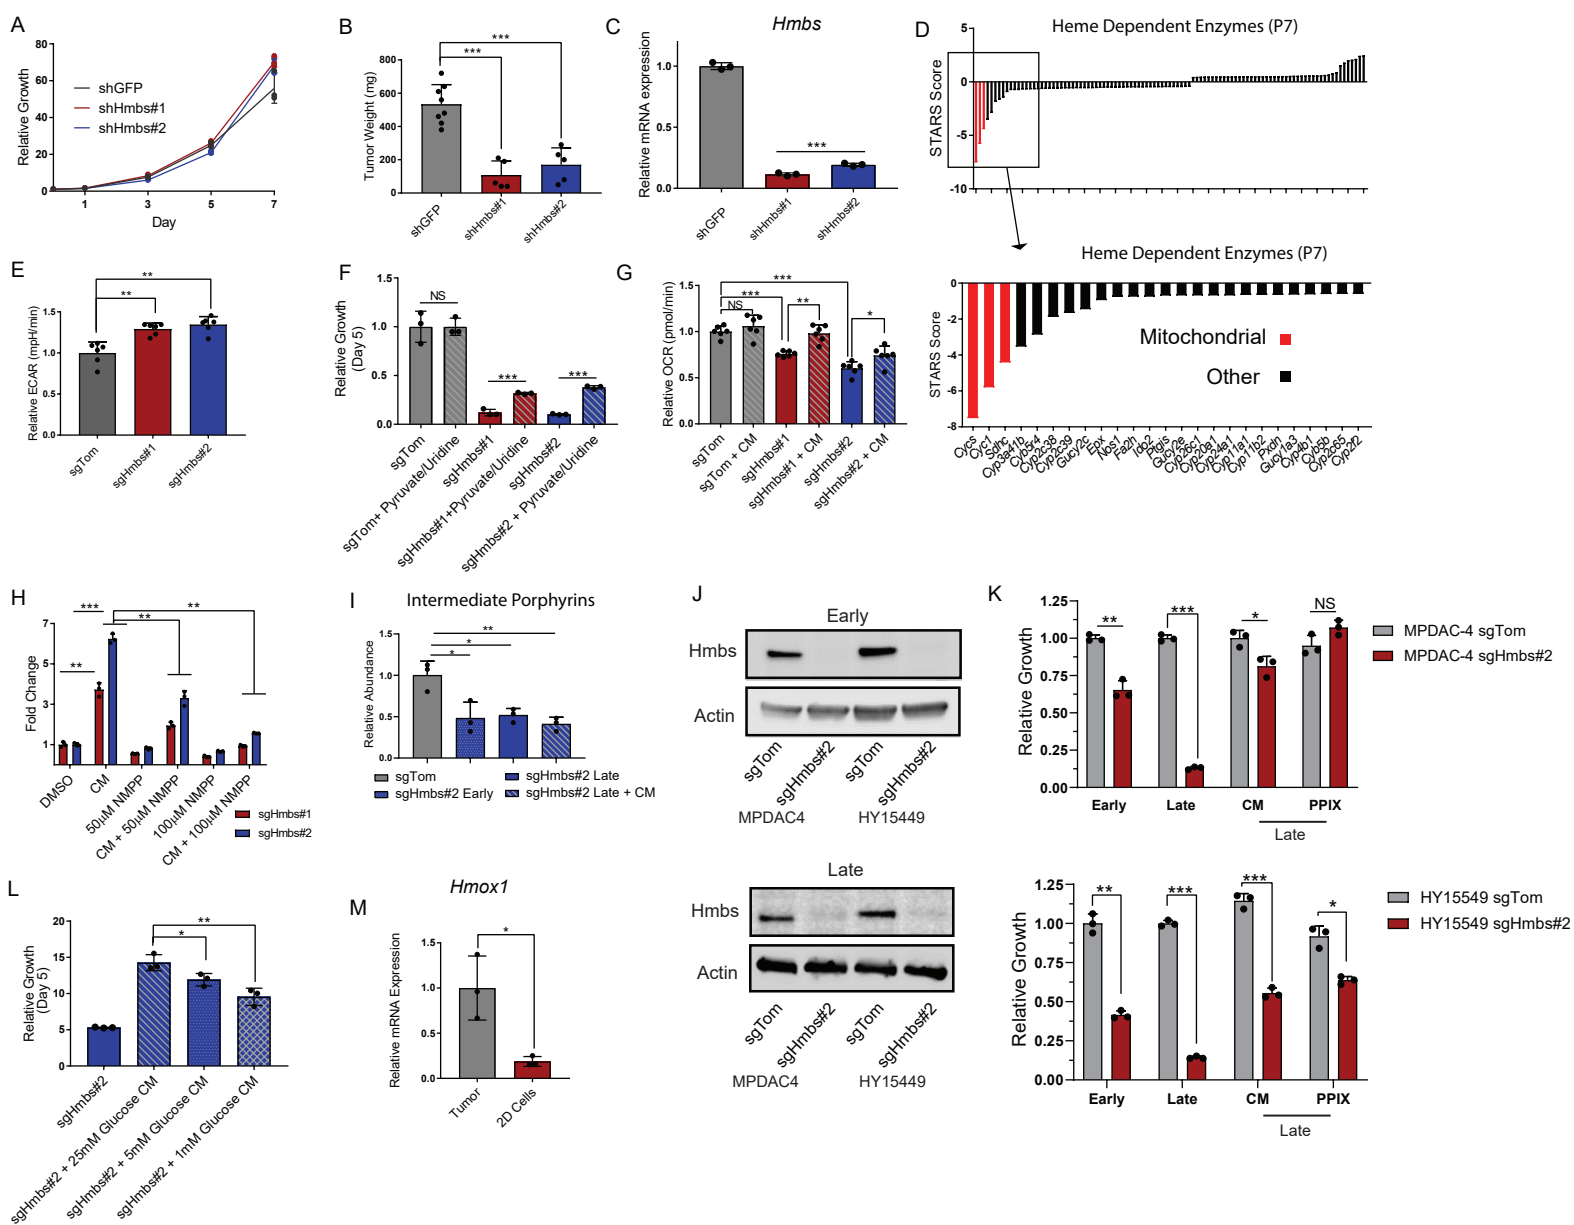 A
Relative Growth
80
60
40
20
0
1
3
5
7
Day
shGFP
shHmbs#1
shHmbs#2
B
Tumor Weight (mg)
800
600
400
200
0
***
***
shGFP
shHmbs#1
shHmbs#2
C
Hmbs
Relative mRNA expression
1.0
0.5
0.0
***
shGFP
shHmbs#1
shHmbs#2
D
Heme Dependent Enzymes (P7)
STARS Score
5
0
-5
-10
Heme Dependent Enzymes (P7)
STARS Score
0
-2
-4
-6
-8
Mitochondrial
Other
Cycs
Cyc1
Sdhc
Cyp3a41b
Cyb5r4
Cyp2c38
Cyp2c39
Gucy2c
Epx
Nos1
Fa2h
Ido2
Ptgis
Gucy2e
Cyp26c1
Cyp20a1
Cyp24a1
Cyp11a1
Cyp11b2
Pxdn
Gucy1a3
Cyp4b1
Cyb5b
Cyp2c65
Cyp2f2
E
Relative ECAR (mpH/min)
1.5
1.0
0.5
0.0
**
**
sgTom
sgHmbs#1
sgHmbs#2
F
Relative Growth
(Day 5)
1.5
1.0
0.5
0.0
NS
***
***
sgTom
sgTom+ Pyruvate/Uridine
sgHmbs#1
sgHmbs#1+Pyruvate/Uridine
sgHmbs#2
sgHmbs#2 + Pyruvate/Uridine
G
Relative OCR (pmol/min)
1.5
1.0
0.5
0.0
***
***
NS
**
*
sgTom
sgTom + CM
sgHmbs#1
sgHmbs#1 + CM
sgHmbs#2
sgHmbs#2 + CM
H
Fold Change
7
5
3
1
***
**
**
**
DMSO
CM
50μM NMPP
CM + 50μM NMPP
100μM NMPP
CM + 100μM NMPP
sgHmbs#1
sgHmbs#2
I
Intermediate Porphyrins
Relative Abundance
1.5
1.0
0.5
0.0
**
*
*
sgTom
sgHmbs#2 Early
sgHmbs#2 Late
sgHmbs#2 Late + CM
J
Early
Hmbs
Actin
sgTom
sgHmbs#2
sgTom
sgHmbs#2
MPDAC4
HY15449
Late
Hmbs
Actin
sgTom
sgHmbs#2
sgTom
sgHmbs#2
MPDAC4
HY15449
K
Relative Growth
1.25
1.00
0.75
0.50
0.25
0.00
**
***
*
NS
Early
Late
CM
PPIX
Late
MPDAC-4 sgTom
MPDAC-4 sgHmbs#2
Relative Growth
1.25
1.00
0.75
0.50
0.25
0.00
**
***
***
*
Early
Late
CM
PPIX
Late
HY15549 sgTom
HY15549 sgHmbs#2
L
Relative Growth
(Day 5)
20
15
10
5
0
**
*
sgHmbs#2
sgHmbs#2 + 25mM Glucose CM
sgHmbs#2 + 5mM Glucose CM
sgHmbs#2 + 1mM Glucose CM
M
Hmox1
Relative mRNA Expression
1.5
1.0
0.5
0.0
*
Tumor
2D Cells